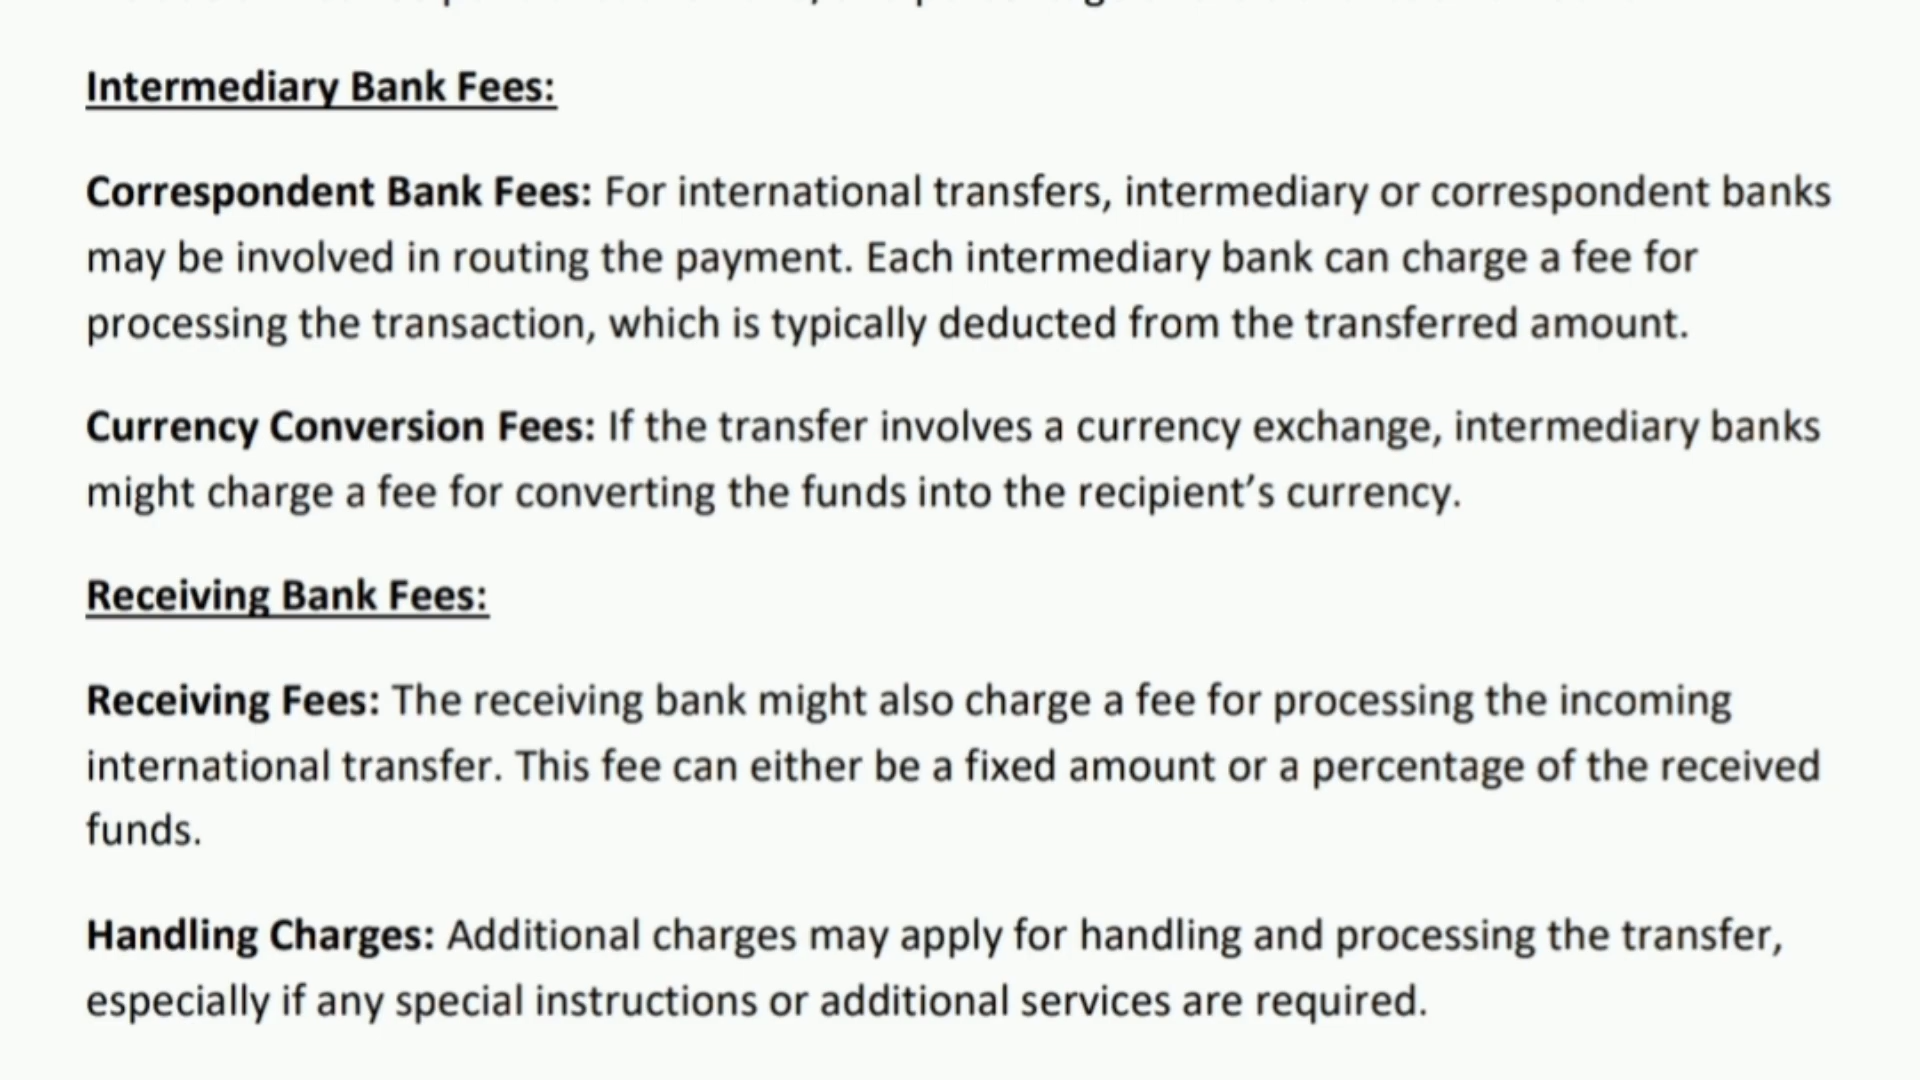 Intermediary Bank Fees:
Correspondent Bank Fees: For international transfers, intermediary or correspondent banks
may be involved in routing the payment. Each intermediary bank can charge a fee for
processing the transaction, which is typically deducted from the transferred amount.
Currency Conversion Fees: If the transfer involves a currency exchange, intermediary banks
might charge a fee for converting the funds into the recipient’s currency.
Receiving Bank Fees:
Receiving Fees: The receiving bank might also charge a fee for processing the incoming
international transfer. This fee can either be a fixed amount or a percentage of the received
funds.
Handling Charges: Additional charges may apply for handling and processing the transfer,
especially if any special instructions or additional services are required.